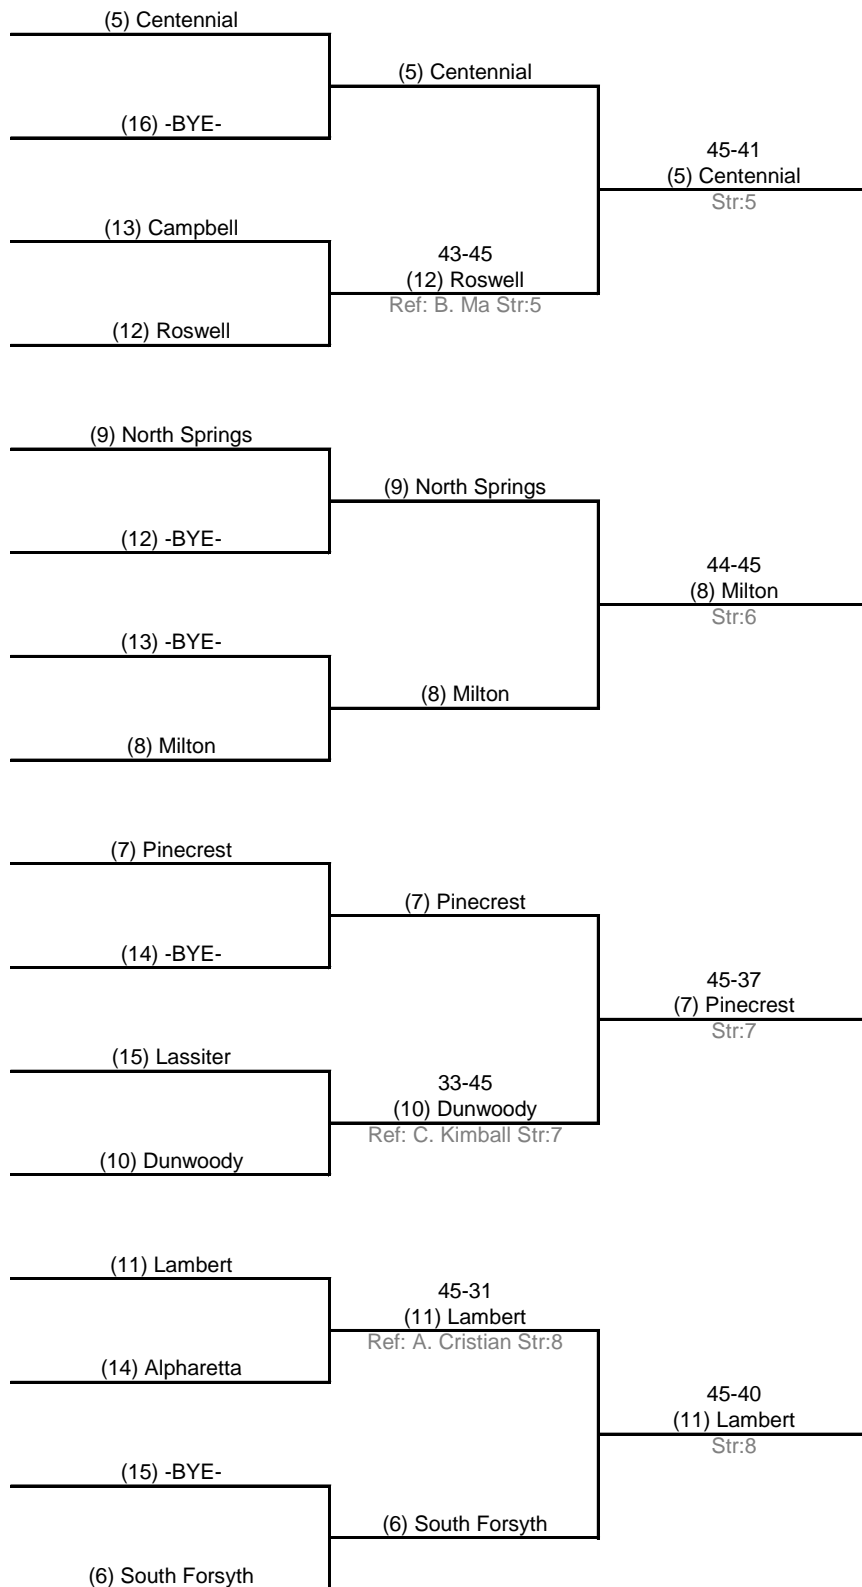 (5) Centennial
(5) Centennial
(16) -BYE-
45-41
(5) Centennial
Str:5
(13) Campbell
43-45
(12) Roswell
Ref: B. Ma Str:5
(12) Roswell
(9) North Springs
(9) North Springs
(12) -BYE-
44-45
(8) Milton
Str:6
(13) -BYE-
(8) Milton
(8) Milton
(7) Pinecrest
(7) Pinecrest
(14) -BYE-
45-37
(7) Pinecrest
Str:7
(15) Lassiter
33-45
(10) Dunwoody
Ref: C. Kimball Str:7
(10) Dunwoody
(11) Lambert
45-31
(11) Lambert
Ref: A. Cristian Str:8
(14) Alpharetta
45-40
(11) Lambert
Str:8
(15) -BYE-
(6) South Forsyth
(6) South Forsyth